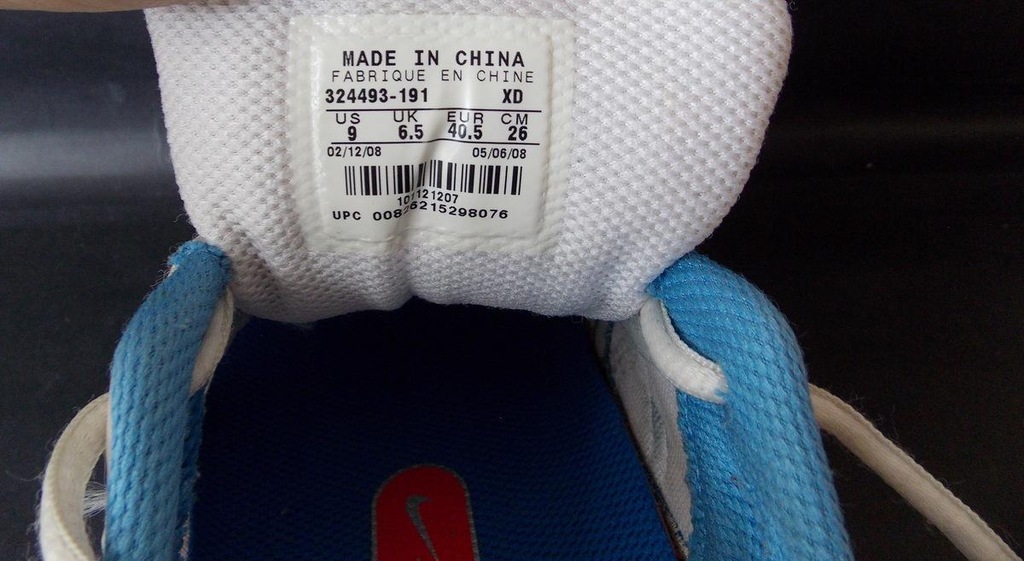 MADE IN CHINA
FABRIQUE EN CHINE
324493-191 XD
US UK EUR CM
9 6.5 40.5 26
02/12/08 05/06/08
UPC